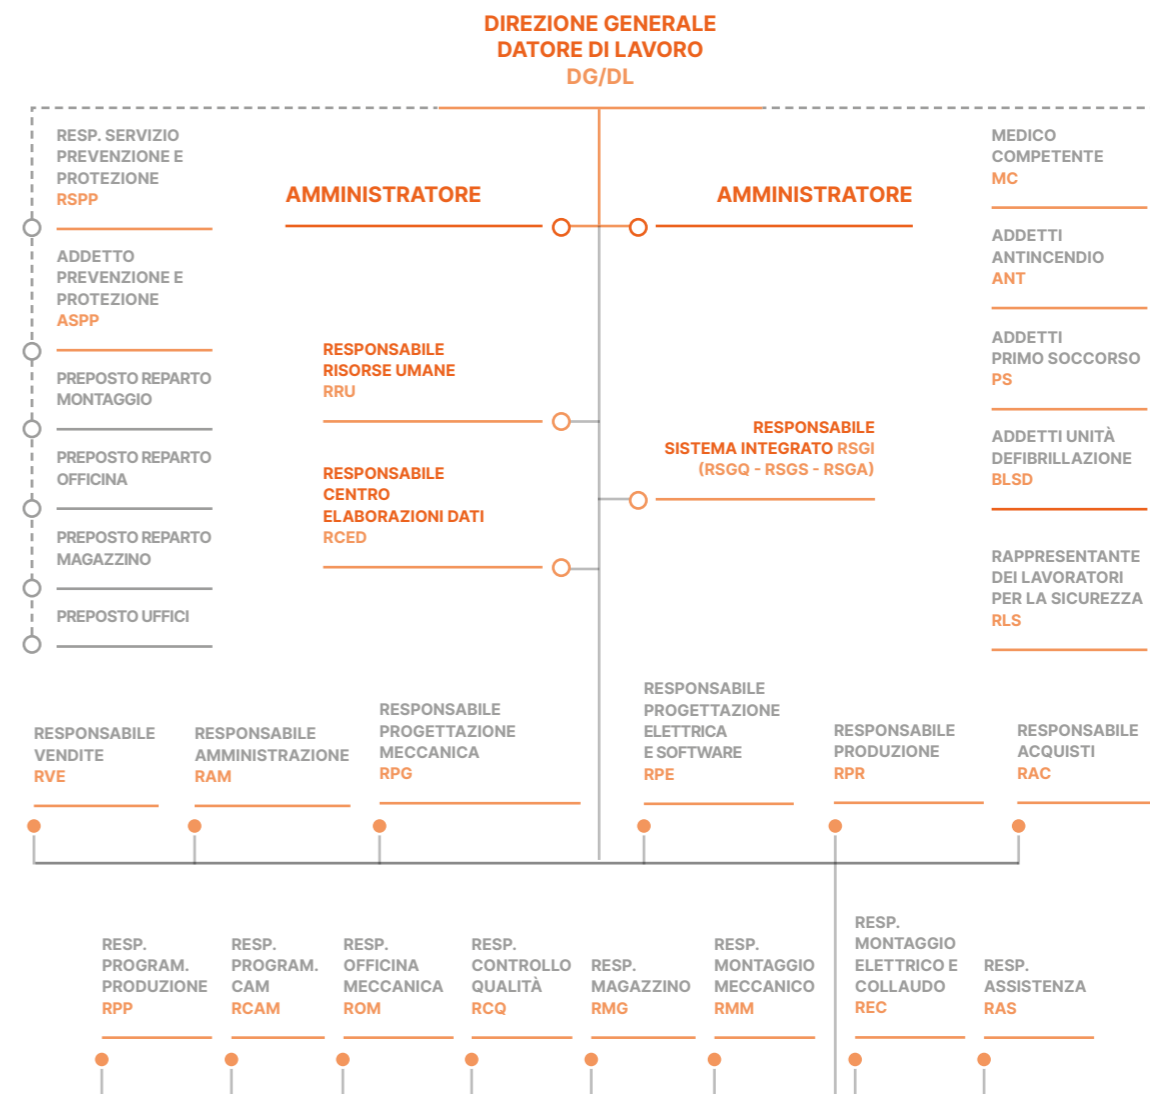 DIREZIONE GENERALE
DATORE DI LAVORO
DG/DL
RESP. SERVIZIO
PREVENZIONE E
PROTEZIONE
RSPP
ADDETTO
PREVENZIONE E
PROTEZIONE
ASPP
PREPOSTO REPARTO
MONTAGGIO
PREPOSTO REPARTO
OFFICINA
PREPOSTO REPARTO
MAGAZZINO
PREPOSTO UFFICI
AMMINISTRATORE
AMMINISTRATORE
RESPONSABILE
RISORSE UMANE
RRU
RESPONSABILE
CENTRO
ELABORAZIONI DATI
RCED
RESPONSABILE
SISTEMA INTEGRATO RSGI
(RSGQ - RSGS - RSGA)
MEDICO
COMPETENTE
MC
ADDETTI
ANTINCENDIO
ANT
ADDETTI
PRIMO SOCCORSO
PS
ADDETTI UNITÀ
DEFIBRILLAZIONE
BLSD
RAPPRESENTANTE
DEI LAVORATORI
PER LA SICUREZZA
RLS
RESPONSABILE
VENDITE
RVE
RESPONSABILE
AMMINISTRAZIONE
RAM
RESPONSABILE
PROGETTAZIONE
MECCANICA
RPG
RESPONSABILE
PROGETTAZIONE
ELETTRICA
E SOFTWARE
RPE
RESPONSABILE
PRODUZIONE
RPR
RESPONSABILE
ACQUISTI
RAC
RESP.
PROGRAM.
PRODUZIONE
RPP
RESP.
PROGRAM.
CAM
RCAM
RESP.
OFFICINA
MECCANICA
ROM
RESP.
CONTROLLO
QUALITÀ
RCQ
RESP.
MAGAZZINO
RMG
RESP.
MONTAGGIO
MECCANICO
RMM
RESP.
MONTAGGIO
ELETTRICO E
COLLAUDO
REC
RESP.
ASSISTENZA
RAS